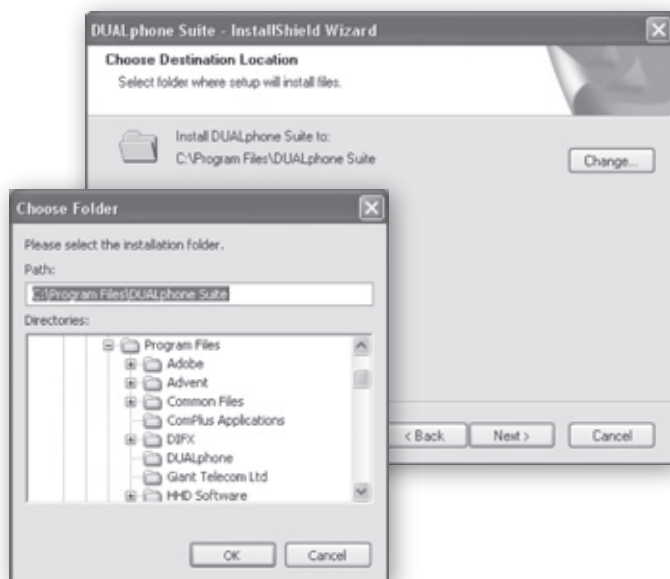 DUALphone Suite - InstallShield Wizard
Choose Destination Location
Select folder where setup will install files.
Install DUALphone Suite to:
C:\Program Files\DUALphone Suite
Change...
< Back
Next >
Cancel
Choose Folder
Please select the installation folder.
Path:
C:\Program Files\DUALphone Suite
Directories:
Program Files
Adobe
Advent
Common Files
ComPlus Applications
DIFX
DUALphone
Giant Telecom Ltd
HHD Software
OK
Cancel